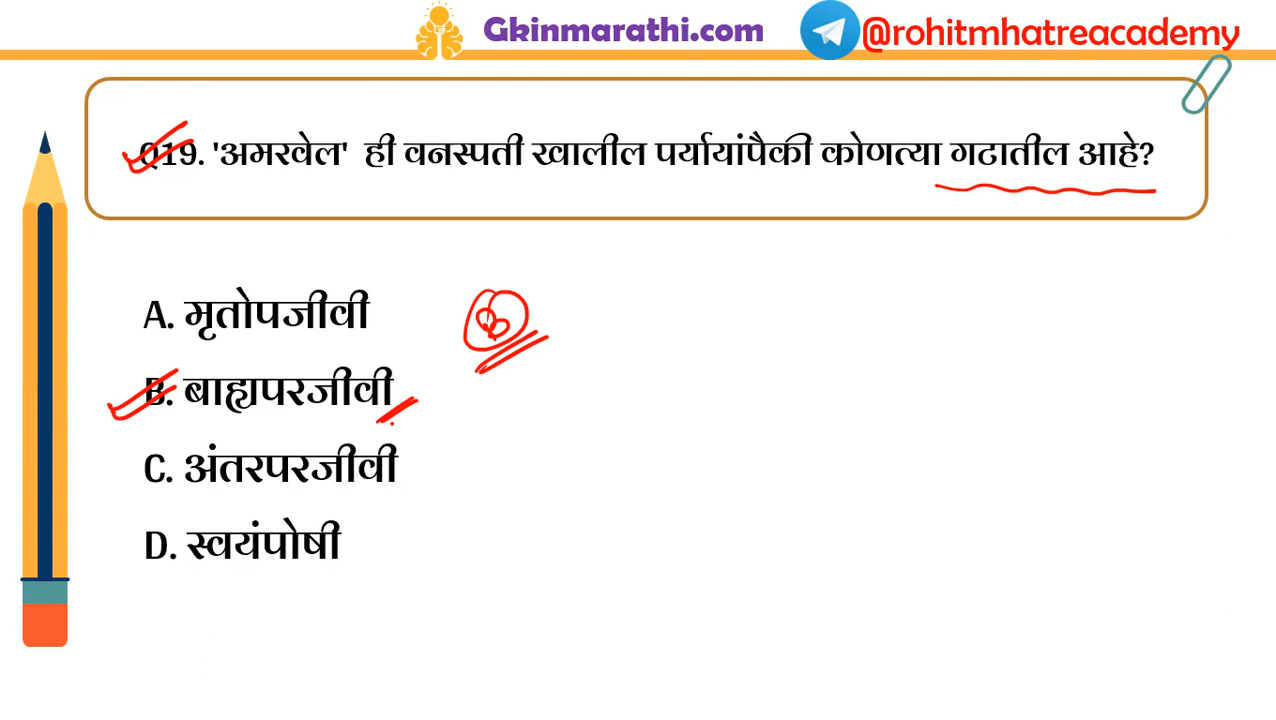 Gkinmarathi.com @rohitmhatreacademy
Q19. 'अमरवेल' ही वनस्पती खालील पर्यायांपैकी कोणत्या गटातील आहे?
A. मृतोपजीवी
B. बाह्यपरजीवी
C. अंतरपरजीवी
D. स्वयंपोषी